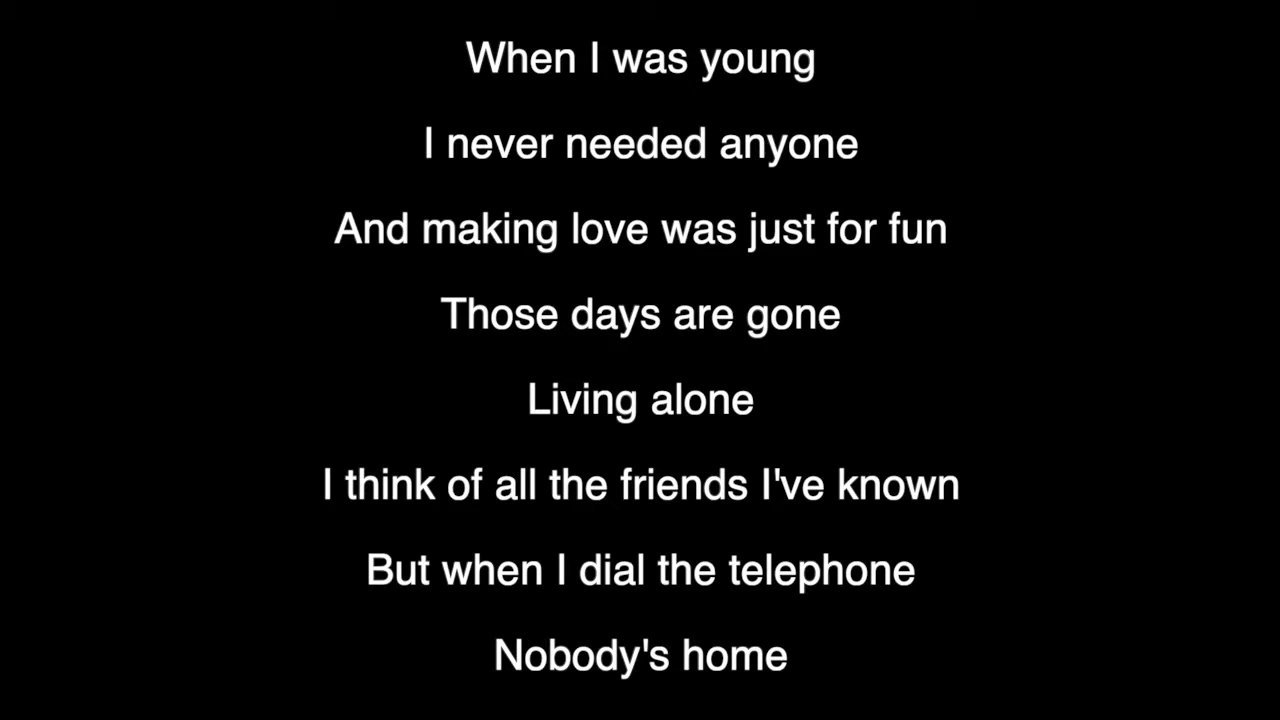 When I was young
I never needed anyone
And making love was just for fun
Those days are gone
Living alone
I think of all the friends I've known
But when I dial the telephone
Nobody's home